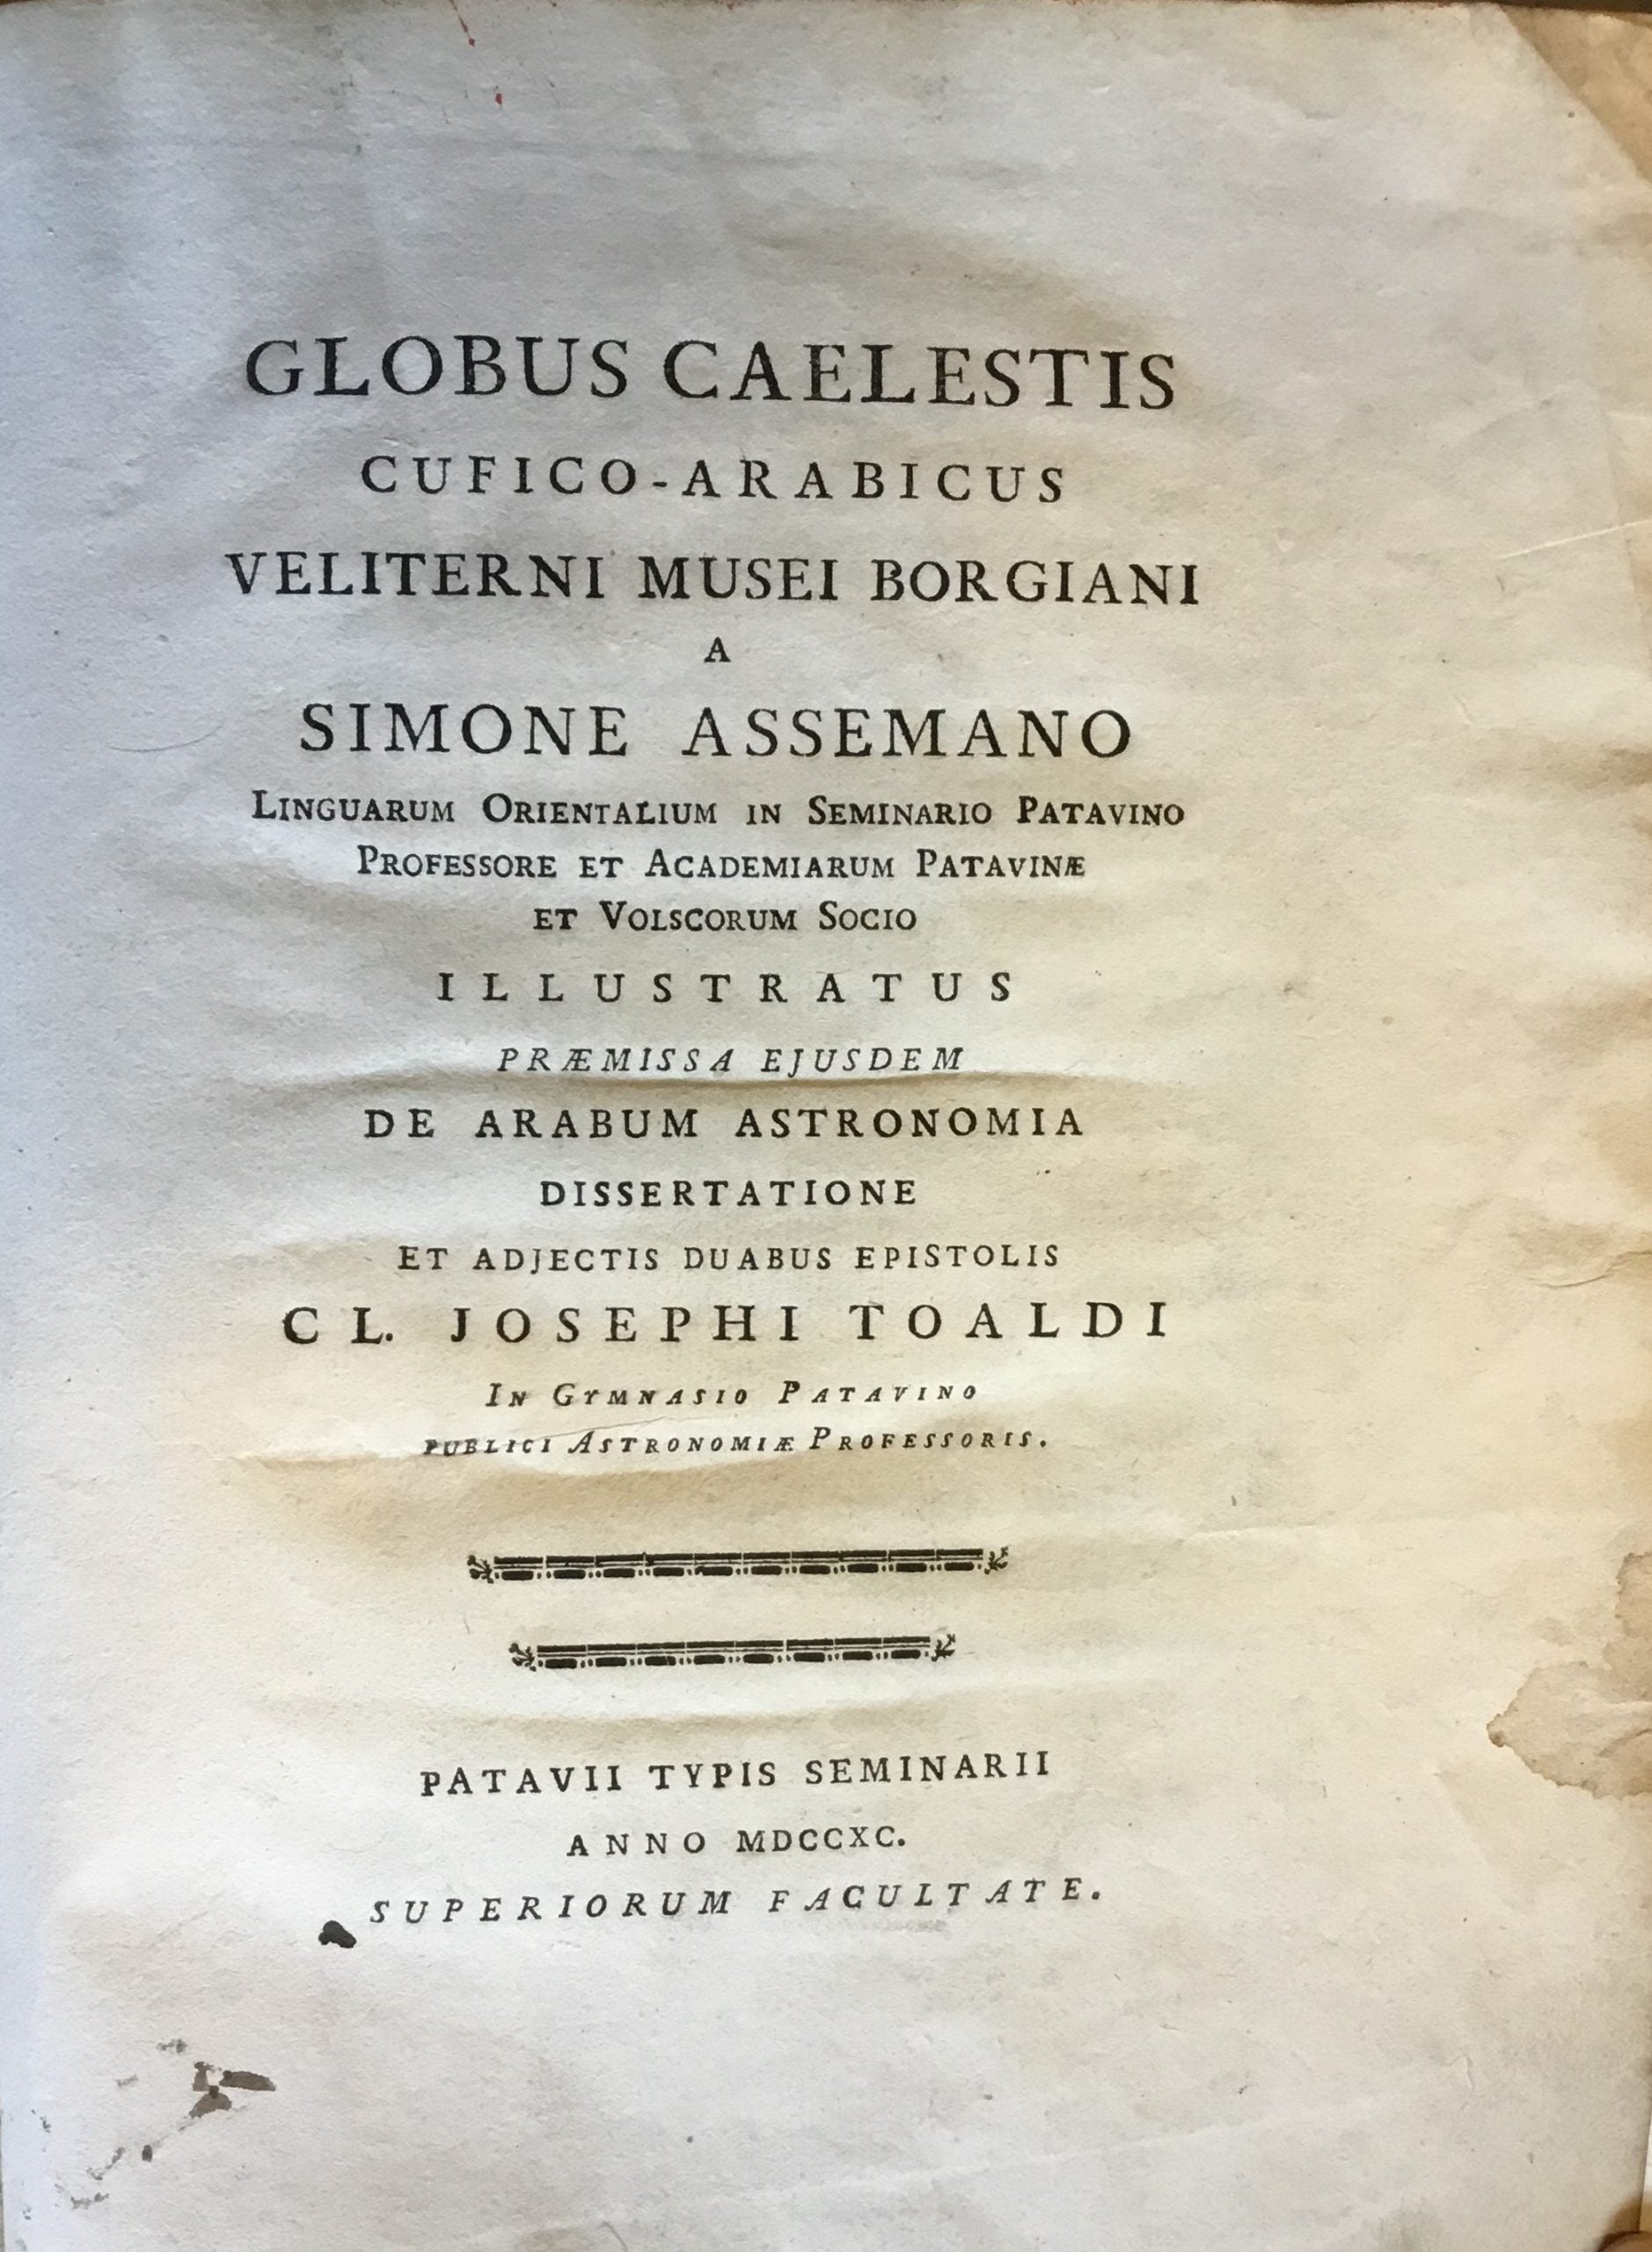 GLOBUS CAELESTIS
CUFICO-ARABICUS
VELITERNI MUSEI BORGIANI
A
SIMONE ASSEMANO
LINGUARUM ORIENTALIUM IN SEMINARIO PATAVINO
PROFESSORE ET ACADEMIARUM PATAVINÆ
ET VOLSCORUM SOCIO
ILLUSTRATUS
PRÆMISSA EJUSDEM
DE ARABUM ASTRONOMIA
DISSERTATIONE
ET ADJECTIS DUABUS EPISTOLIS
CL. JOSEPHI TOALDI
IN GYMNASIO PATAVINO
PUBLICI ASTRONOMIÆ PROFESSORIS.
PATAVII TYPIS SEMINARII
ANNO MDCCXC.
SUPERIORUM FACULTATE.